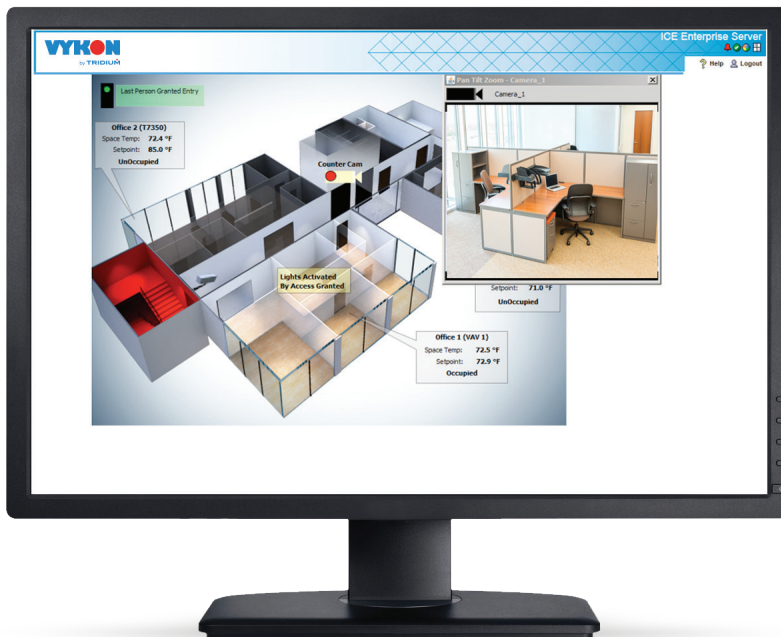 VYKON
by TRIDIUM
ICE Enterprise Server
Help Logout
Last Person Granted Entry
Pan Tilt Zoom - Camera_1
Camera_1
Office 2 (T7350)
Space Temp: 72.4 °F
Setpoint: 85.0 °F
UnOccupied
Counter Cam
Lights Activated
By Access Granted
Setpoint: 71.0 °F
UnOccupied
Office 1 (VAV 1)
Space Temp: 72.5 °F
Setpoint: 72.9 °F
Occupied